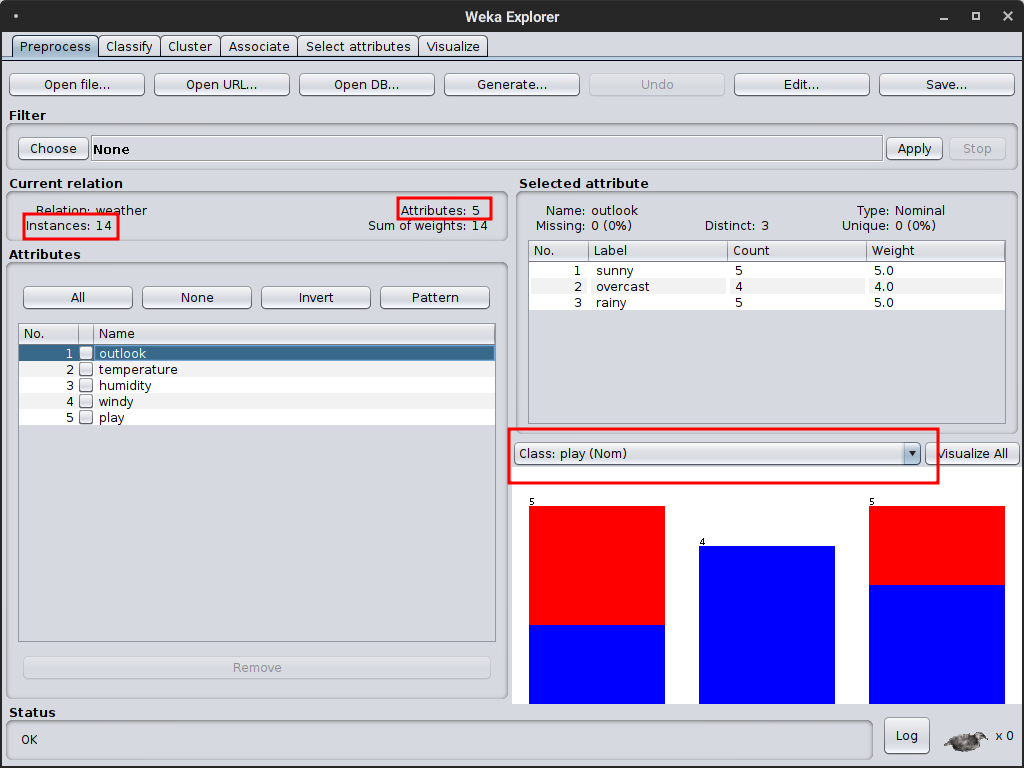 Weka Explorer
Preprocess Classify Cluster Associate Select attributes Visualize
Open file... Open URL... Open DB... Generate... Undo Edit... Save...
Filter
Choose None Apply Stop
Current relation
Relation: weather Attributes: 5
Instances: 14 Sum of weights: 14
Attributes
All None Invert Pattern
No. Name
1 outlook
2 temperature
3 humidity
4 windy
5 play
Remove
Selected attribute
Name: outlook Type: Nominal
Missing: 0 (0%) Distinct: 3 Unique: 0 (0%)
No. Label Count Weight
1 sunny 5 5.0
2 overcast 4 4.0
3 rainy 5 5.0
Class: play (Nom) Visualize All
5 5
4
Status
OK Log x 0